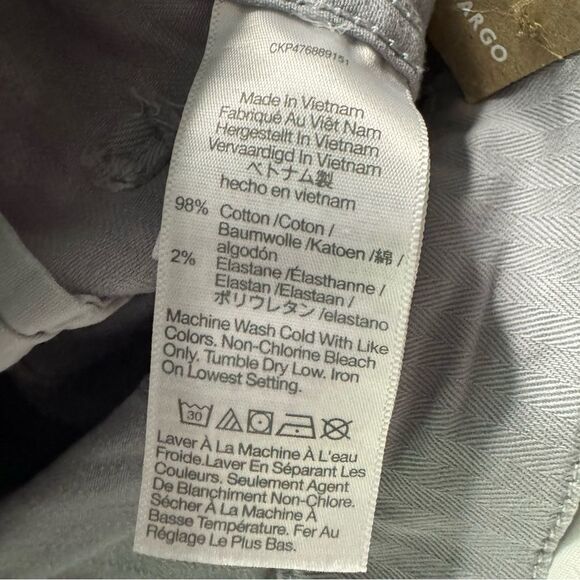 CKP476889151
ARGO
Made In Vietnam
Fabriqué Au Viêt Nam
Hergestellt In Vietnam
Vervaardigd In Vietnam
ベトナム製
hecho en vietnam
98% Cotton /Coton /
Baumwolle /Katoen /綿 /
algodón
2% Elastane /Élasthanne /
Elastan /Elastaan /
ポリウレタン /elastano
Machine Wash Cold With Like
Colors. Non-Chlorine Bleach
Only. Tumble Dry Low. Iron
On Lowest Setting.
30
Laver À La Machine À L'eau
Froide.Laver En Séparant Les
Couleurs. Seulement Agent
De Blanchiment Non-Chlore.
Sécher À La Machine À
Basse Température. Fer Au
Réglage Le Plus Bas.